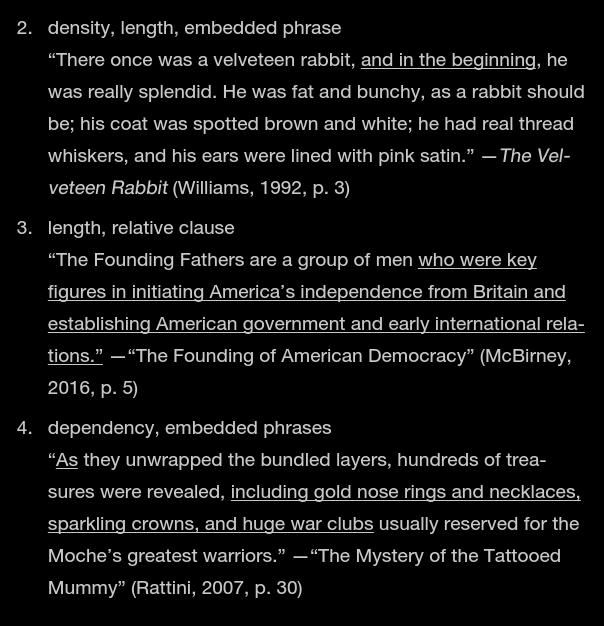 2. density, length, embedded phrase
“There once was a velveteen rabbit, and in the beginning, he
was really splendid. He was fat and bunchy, as a rabbit should
be; his coat was spotted brown and white; he had real thread
whiskers, and his ears were lined with pink satin.” —The Vel-
veteen Rabbit (Williams, 1992, p. 3)
3. length, relative clause
“The Founding Fathers are a group of men who were key
figures in initiating America’s independence from Britain and
establishing American government and early international rela-
tions.” —“The Founding of American Democracy” (McBirney,
2016, p. 5)
4. dependency, embedded phrases
“As they unwrapped the bundled layers, hundreds of trea-
sures were revealed, including gold nose rings and necklaces,
sparkling crowns, and huge war clubs usually reserved for the
Moche’s greatest warriors.” —“The Mystery of the Tattooed
Mummy” (Rattini, 2007, p. 30)